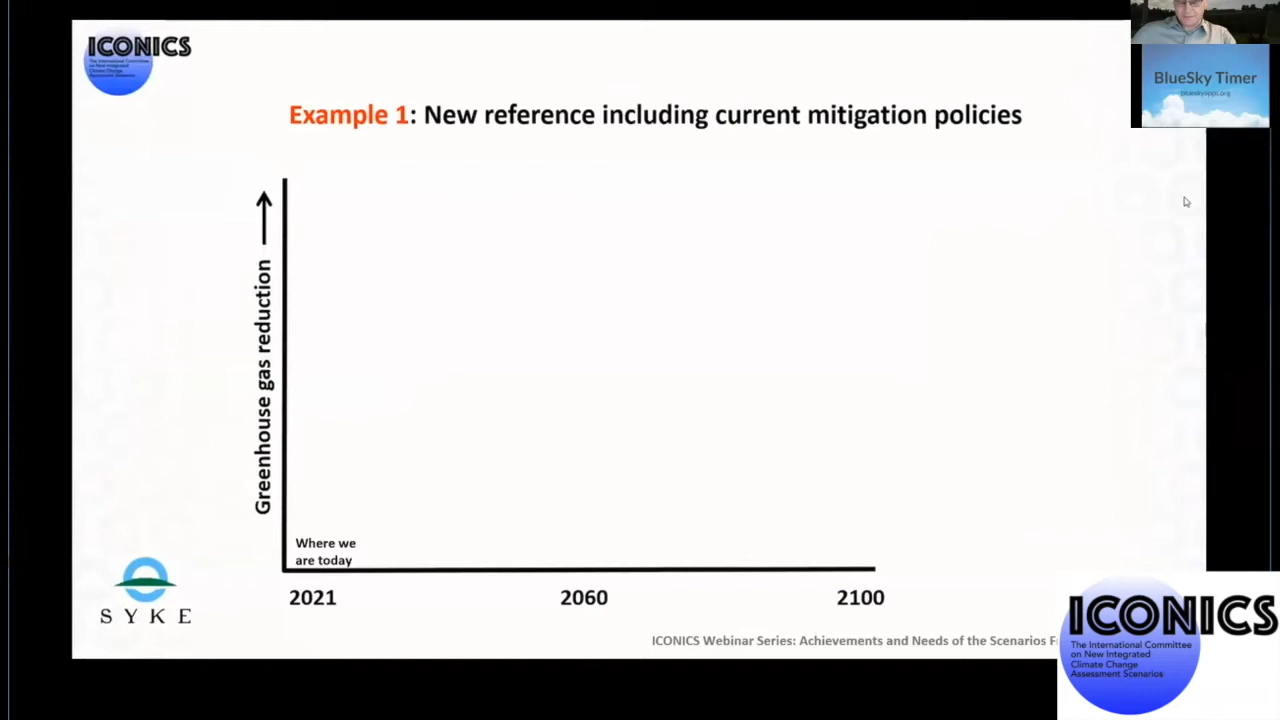 ICONICS
The International Committee
on New Integrated
Climate Change
Assessment Scenarios
BlueSky Timer
blueskyapps.org
Example 1: New reference including current mitigation policies
Greenhouse gas reduction
Where we
are today
2021
2060
2100
SYKE
ICONICS Webinar Series: Achievements and Needs of the Scenarios
ICONICS
The International Committee
on New Integrated
Climate Change
Assessment Scenarios